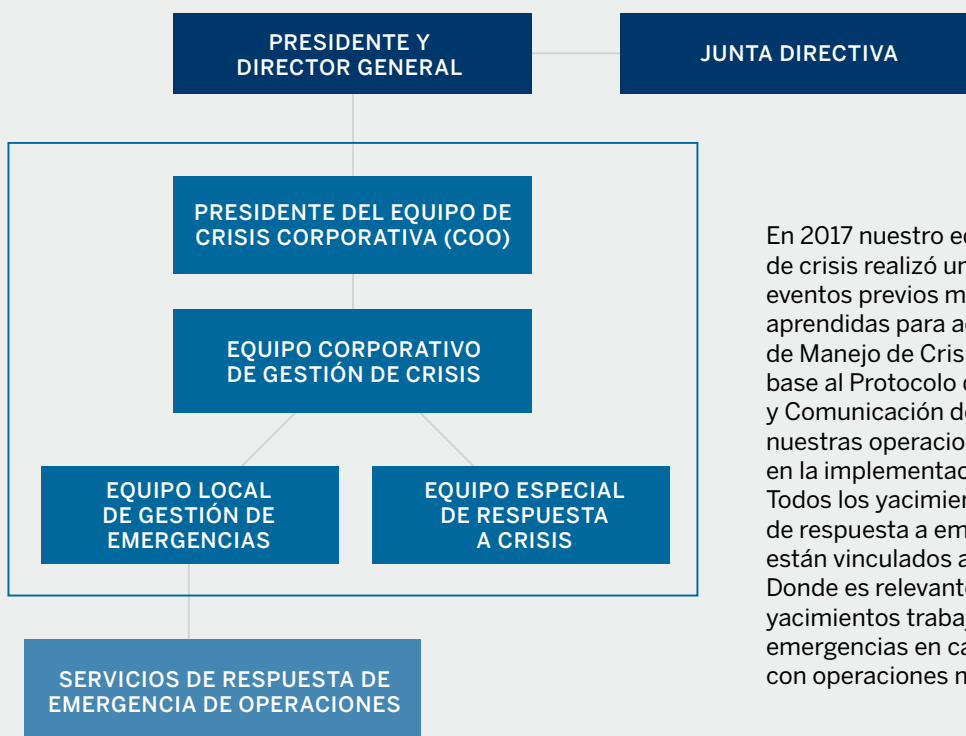 PRESIDENTE Y
DIRECTOR GENERAL
JUNTA DIRECTIVA
PRESIDENTE DEL EQUIPO DE
CRISIS CORPORATIVA (COO)
EQUIPO CORPORATIVO
DE GESTIÓN DE CRISIS
EQUIPO LOCAL
DE GESTIÓN DE
EMERGENCIAS
EQUIPO ESPECIAL
DE RESPUESTA
A CRISIS
SERVICIOS DE RESPUESTA DE
EMERGENCIA DE OPERACIONES
En 2017 nuestro
de crisis realizó
eventos previos
aprendidas para
de Manejo de
base al Protocolo
y Comunicación
nuestras
en la
Todos los
de respuesta a
están vinculados
Donde es
yacimientos
emergencias en
con operaciones